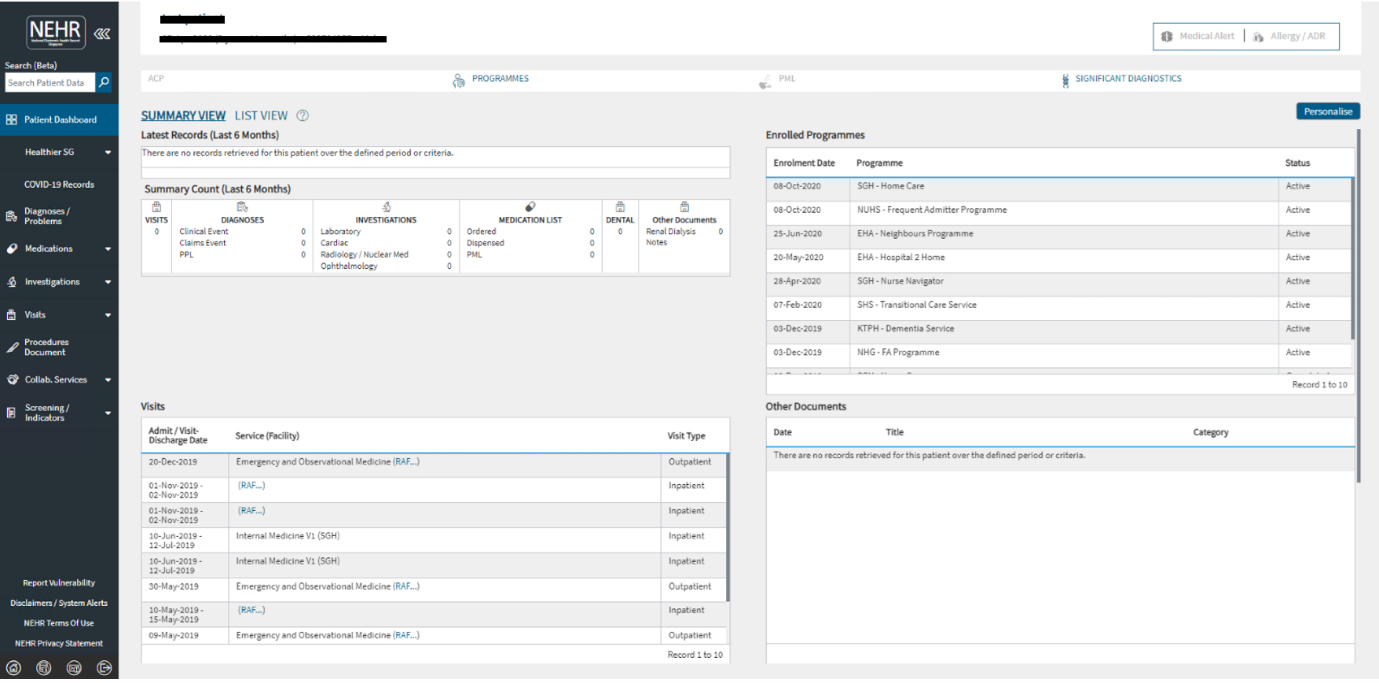 NEHR
National Electronic Health Record
Singapore
Search (Beta)
Search Patient Data
Patient Dashboard
Healthier SG
COVID-19 Records
Diagnoses /
Problems
Medications
Investigations
Visits
Procedures
Document
Collab. Services
Screening /
Indicators
Report Vulnerability
Disclaimers / System Alerts
NEHR Terms Of Use
NEHR Privacy Statement
Medical Alert
Allergy / ADR
ACP
PROGRAMMES
PML
SIGNIFICANT DIAGNOSTICS
SUMMARY VIEW LIST VIEW
Personalise
Latest Records (Last 6 Months)
There are no records retrieved for this patient over the defined period or criteria.
Summary Count (Last 6 Months)
VISITS
0
DIAGNOSES
Clinical Event 0
Claims Event 0
PPL 0
INVESTIGATIONS
Laboratory 0
Cardiac 0
Radiology / Nuclear Med 0
Ophthalmology 0
MEDICATION LIST
Ordered 0
Dispensed 0
PML 0
DENTAL
0
Other Documents
Renal Dialysis 0
Notes
Enrolled Programmes
Enrolment Date Programme Status
08-Oct-2020 SGH - Home Care Active
08-Oct-2020 NUHS - Frequent Admitter Programme Active
25-Jun-2020 EHA - Neighbours Programme Active
20-May-2020 EHA - Hospital 2 Home Active
28-Apr-2020 SGH - Nurse Navigator Active
07-Feb-2020 SHS - Transitional Care Service Active
03-Dec-2019 KTPH - Dementia Service Active
03-Dec-2019 NHG - FA Programme Active
Record 1 to 10
Visits
Admit / Visit-
Discharge Date
Service (Facility)
Visit Type
20-Dec-2019 Emergency and Observational Medicine (RAF...) Outpatient
01-Nov-2019 -
02-Nov-2019
(RAF...) Inpatient
01-Nov-2019 -
02-Nov-2019
(RAF...) Inpatient
10-Jun-2019 -
12-Jul-2019
Internal Medicine V1 (SGH) Inpatient
10-Jun-2019 -
12-Jul-2019
Internal Medicine V1 (SGH) Inpatient
30-May-2019 Emergency and Observational Medicine (RAF...) Outpatient
10-May-2019 -
15-May-2019
(RAF...) Inpatient
09-May-2019 Emergency and Observational Medicine (RAF...) Outpatient
Record 1 to 10
Other Documents
Date Title Category
There are no records retrieved for this patient over the defined period or criteria.